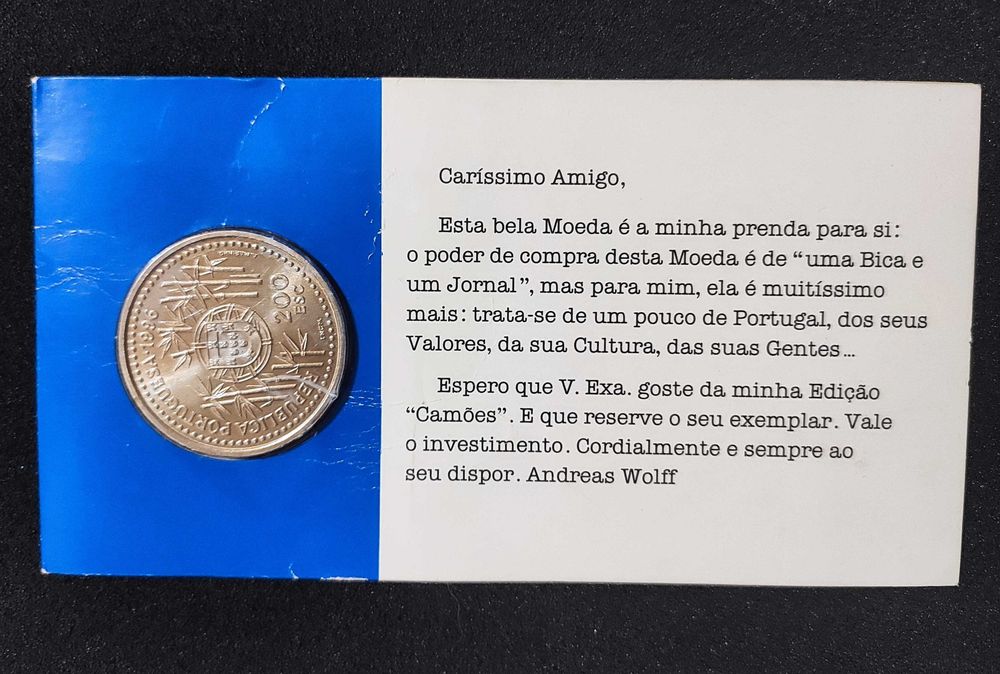 Caríssimo Amigo,
Esta bela Moeda é a minha prenda para si:
o poder de compra desta Moeda é de “uma Bica e
um Jornal”, mas para mim, ela é muitíssimo
mais: trata-se de um pouco de Portugal, dos seus
Valores, da sua Cultura, das suas Gentes...
Espero que V. Exa. goste da minha Edição
“Camões”. E que reserve o seu exemplar. Vale
o investimento. Cordialmente e sempre ao
seu dispor. Andreas Wolff
REPUBLICA PORTUGUESA 1996
200
ESC